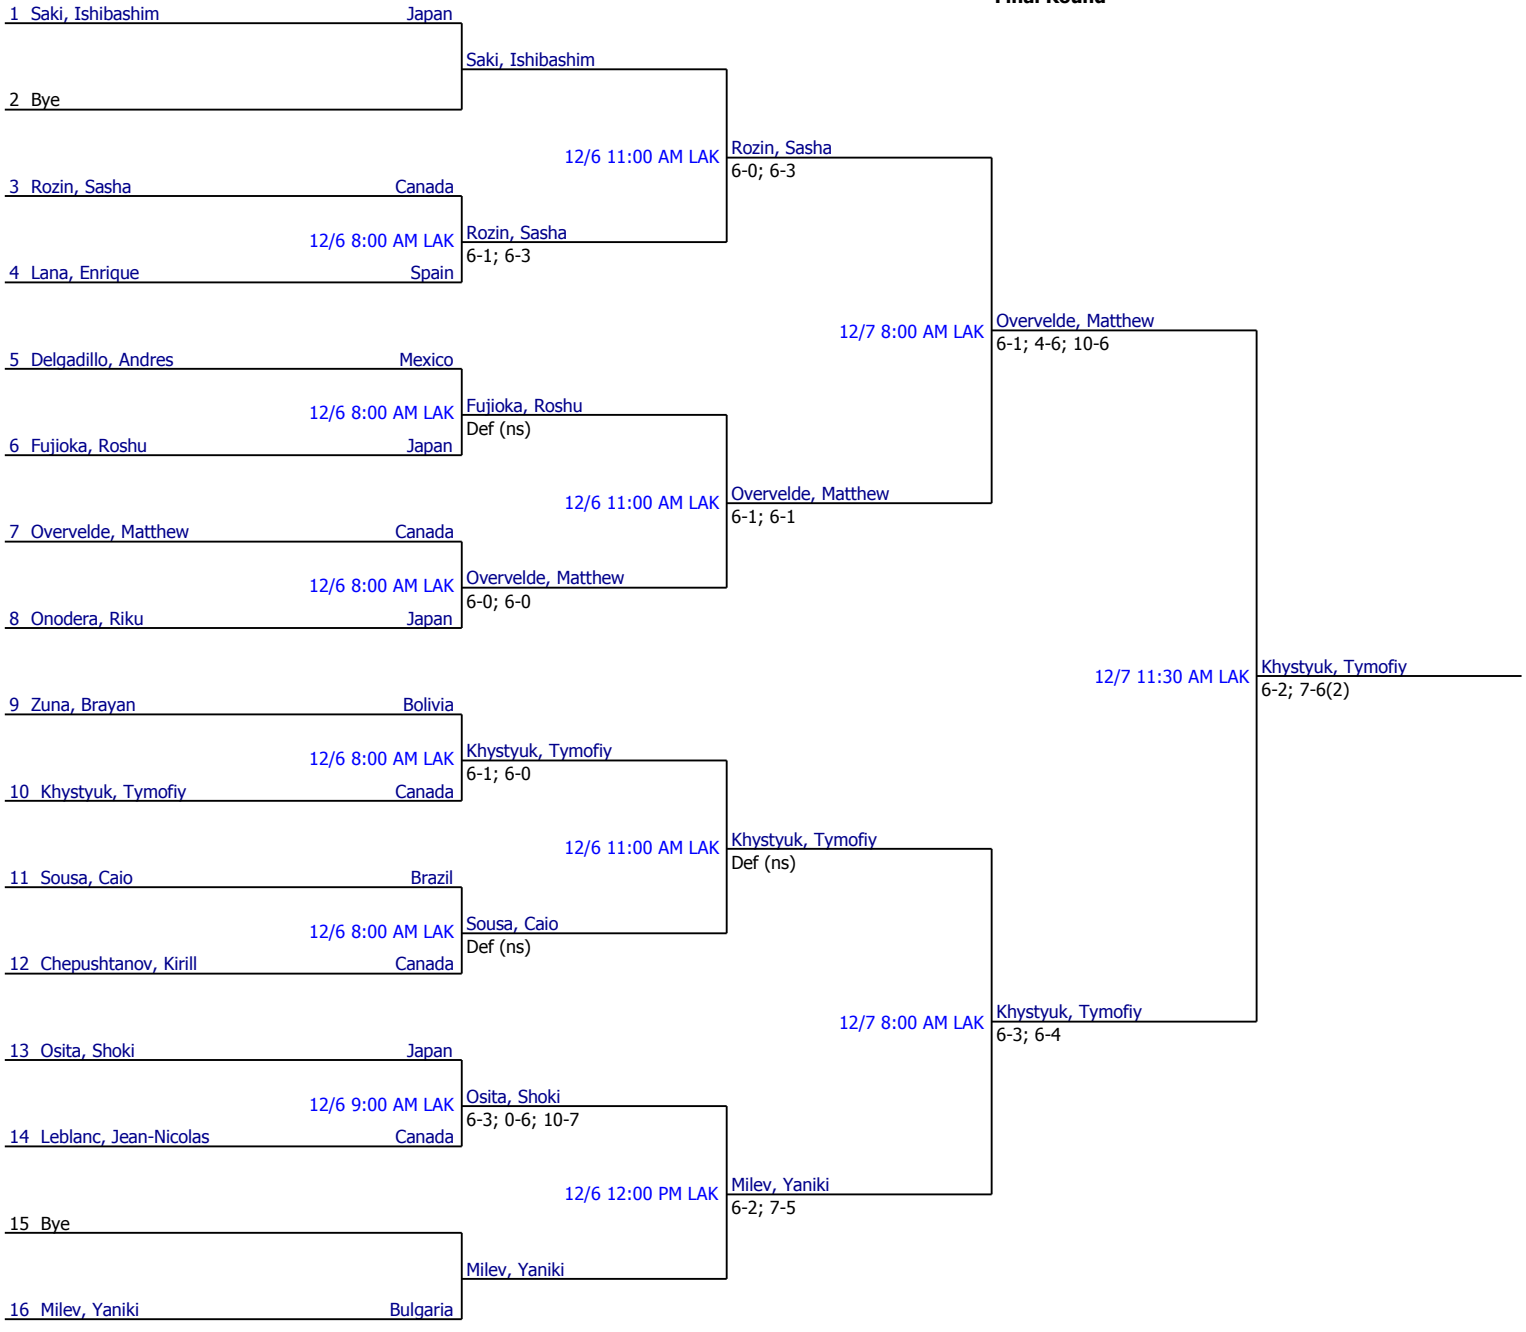 Final Round
1 Saki, Ishibashim Japan
Saki, Ishibashim
2 Bye
12/6 11:00 AM LAK Rozin, Sasha
6-0; 6-3
3 Rozin, Sasha Canada
12/6 8:00 AM LAK Rozin, Sasha
6-1; 6-3
4 Lana, Enrique Spain
12/7 8:00 AM LAK Overvelde, Matthew
6-1; 4-6; 10-6
5 Delgadillo, Andres Mexico
12/6 8:00 AM LAK Fujioka, Roshu
Def (ns)
6 Fujioka, Roshu Japan
12/6 11:00 AM LAK Overvelde, Matthew
6-1; 6-1
7 Overvelde, Matthew Canada
12/6 8:00 AM LAK Overvelde, Matthew
6-0; 6-0
8 Onodera, Riku Japan
12/7 11:30 AM LAK Khystyuk, Tymofiy
6-2; 7-6(2)
9 Zuna, Brayan Bolivia
12/6 8:00 AM LAK Khystyuk, Tymofiy
6-1; 6-0
10 Khystyuk, Tymofiy Canada
12/6 11:00 AM LAK Khystyuk, Tymofiy
Def (ns)
11 Sousa, Caio Brazil
12/6 8:00 AM LAK Sousa, Caio
Def (ns)
12 Chepushtanov, Kirill Canada
12/7 8:00 AM LAK Khystyuk, Tymofiy
6-3; 6-4
13 Osita, Shoki Japan
12/6 9:00 AM LAK Osita, Shoki
6-3; 0-6; 10-7
14 Leblanc, Jean-Nicolas Canada
12/6 12:00 PM LAK Milev, Yaniki
6-2; 7-5
15 Bye
Milev, Yaniki
16 Milev, Yaniki Bulgaria